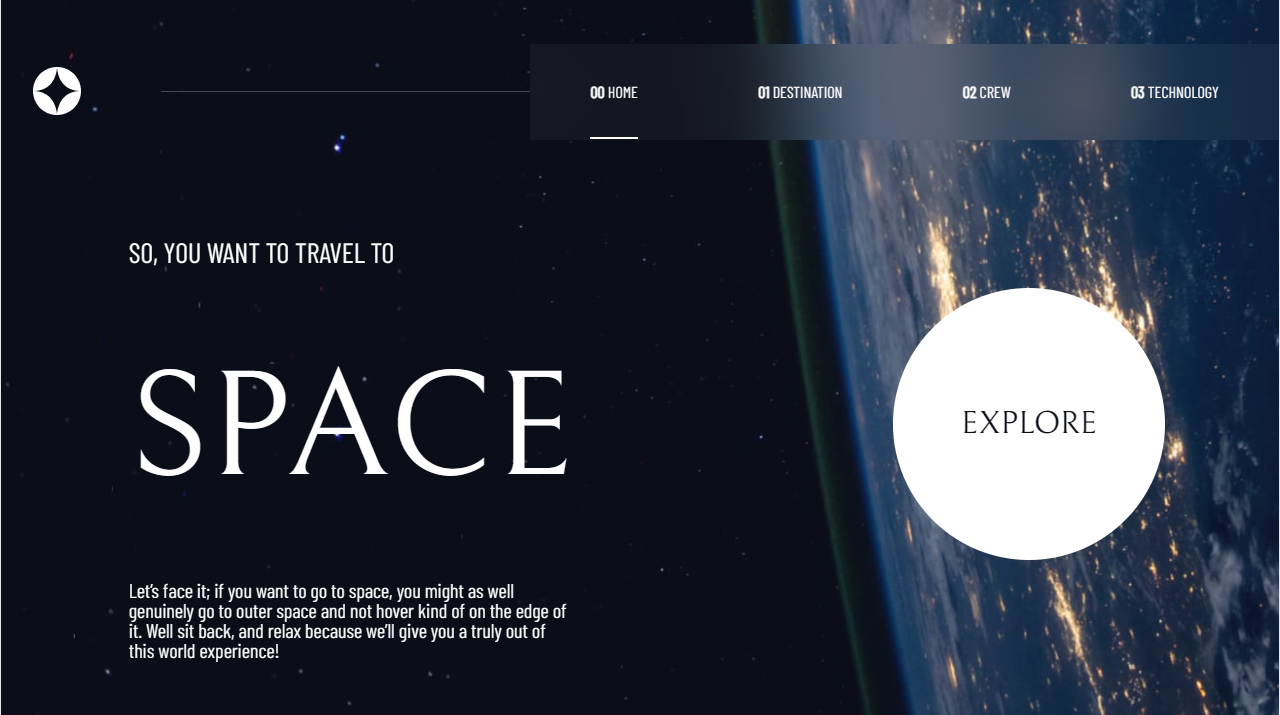 00 HOME 01 DESTINATION 02 CREW 03 TECHNOLOGY
SO, YOU WANT TO TRAVEL TO
SPACE
EXPLORE
Let’s face it; if you want to go to space, you might as well
genuinely go to outer space and not hover kind of on the edge of
it. Well sit back, and relax because we’ll give you a truly out of
this world experience!